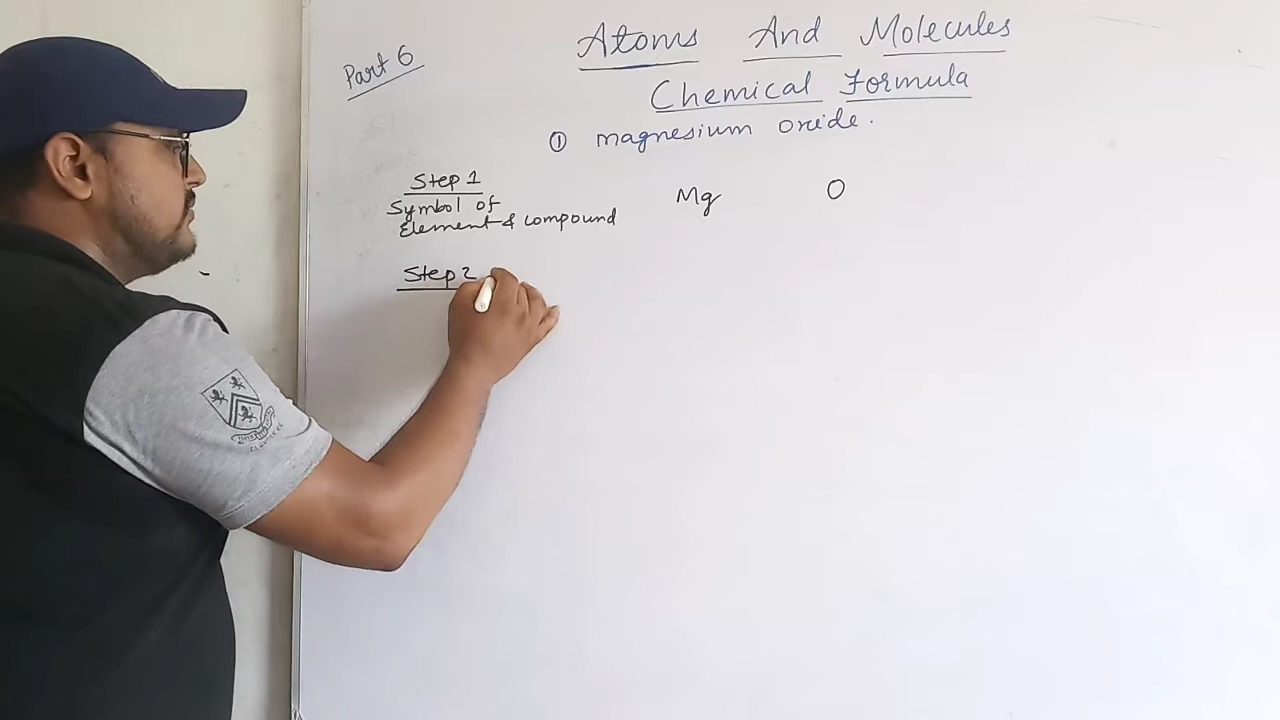 Part 6
Atoms And Molecules
Chemical Formula
① magnesium oxide.
Step 1
Symbol of
Element & compound
Mg O
Step 2